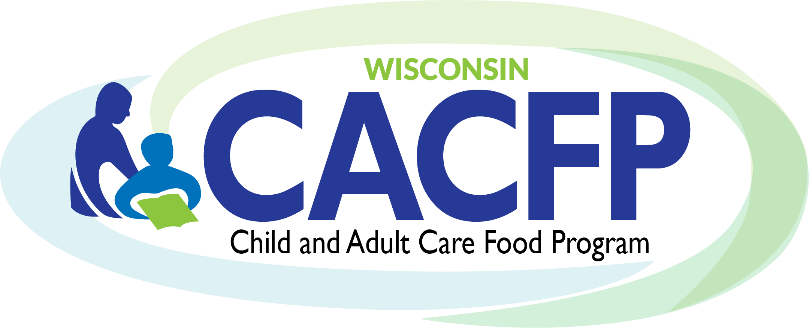 WISCONSIN
CACFP
Child and Adult Care Food Program